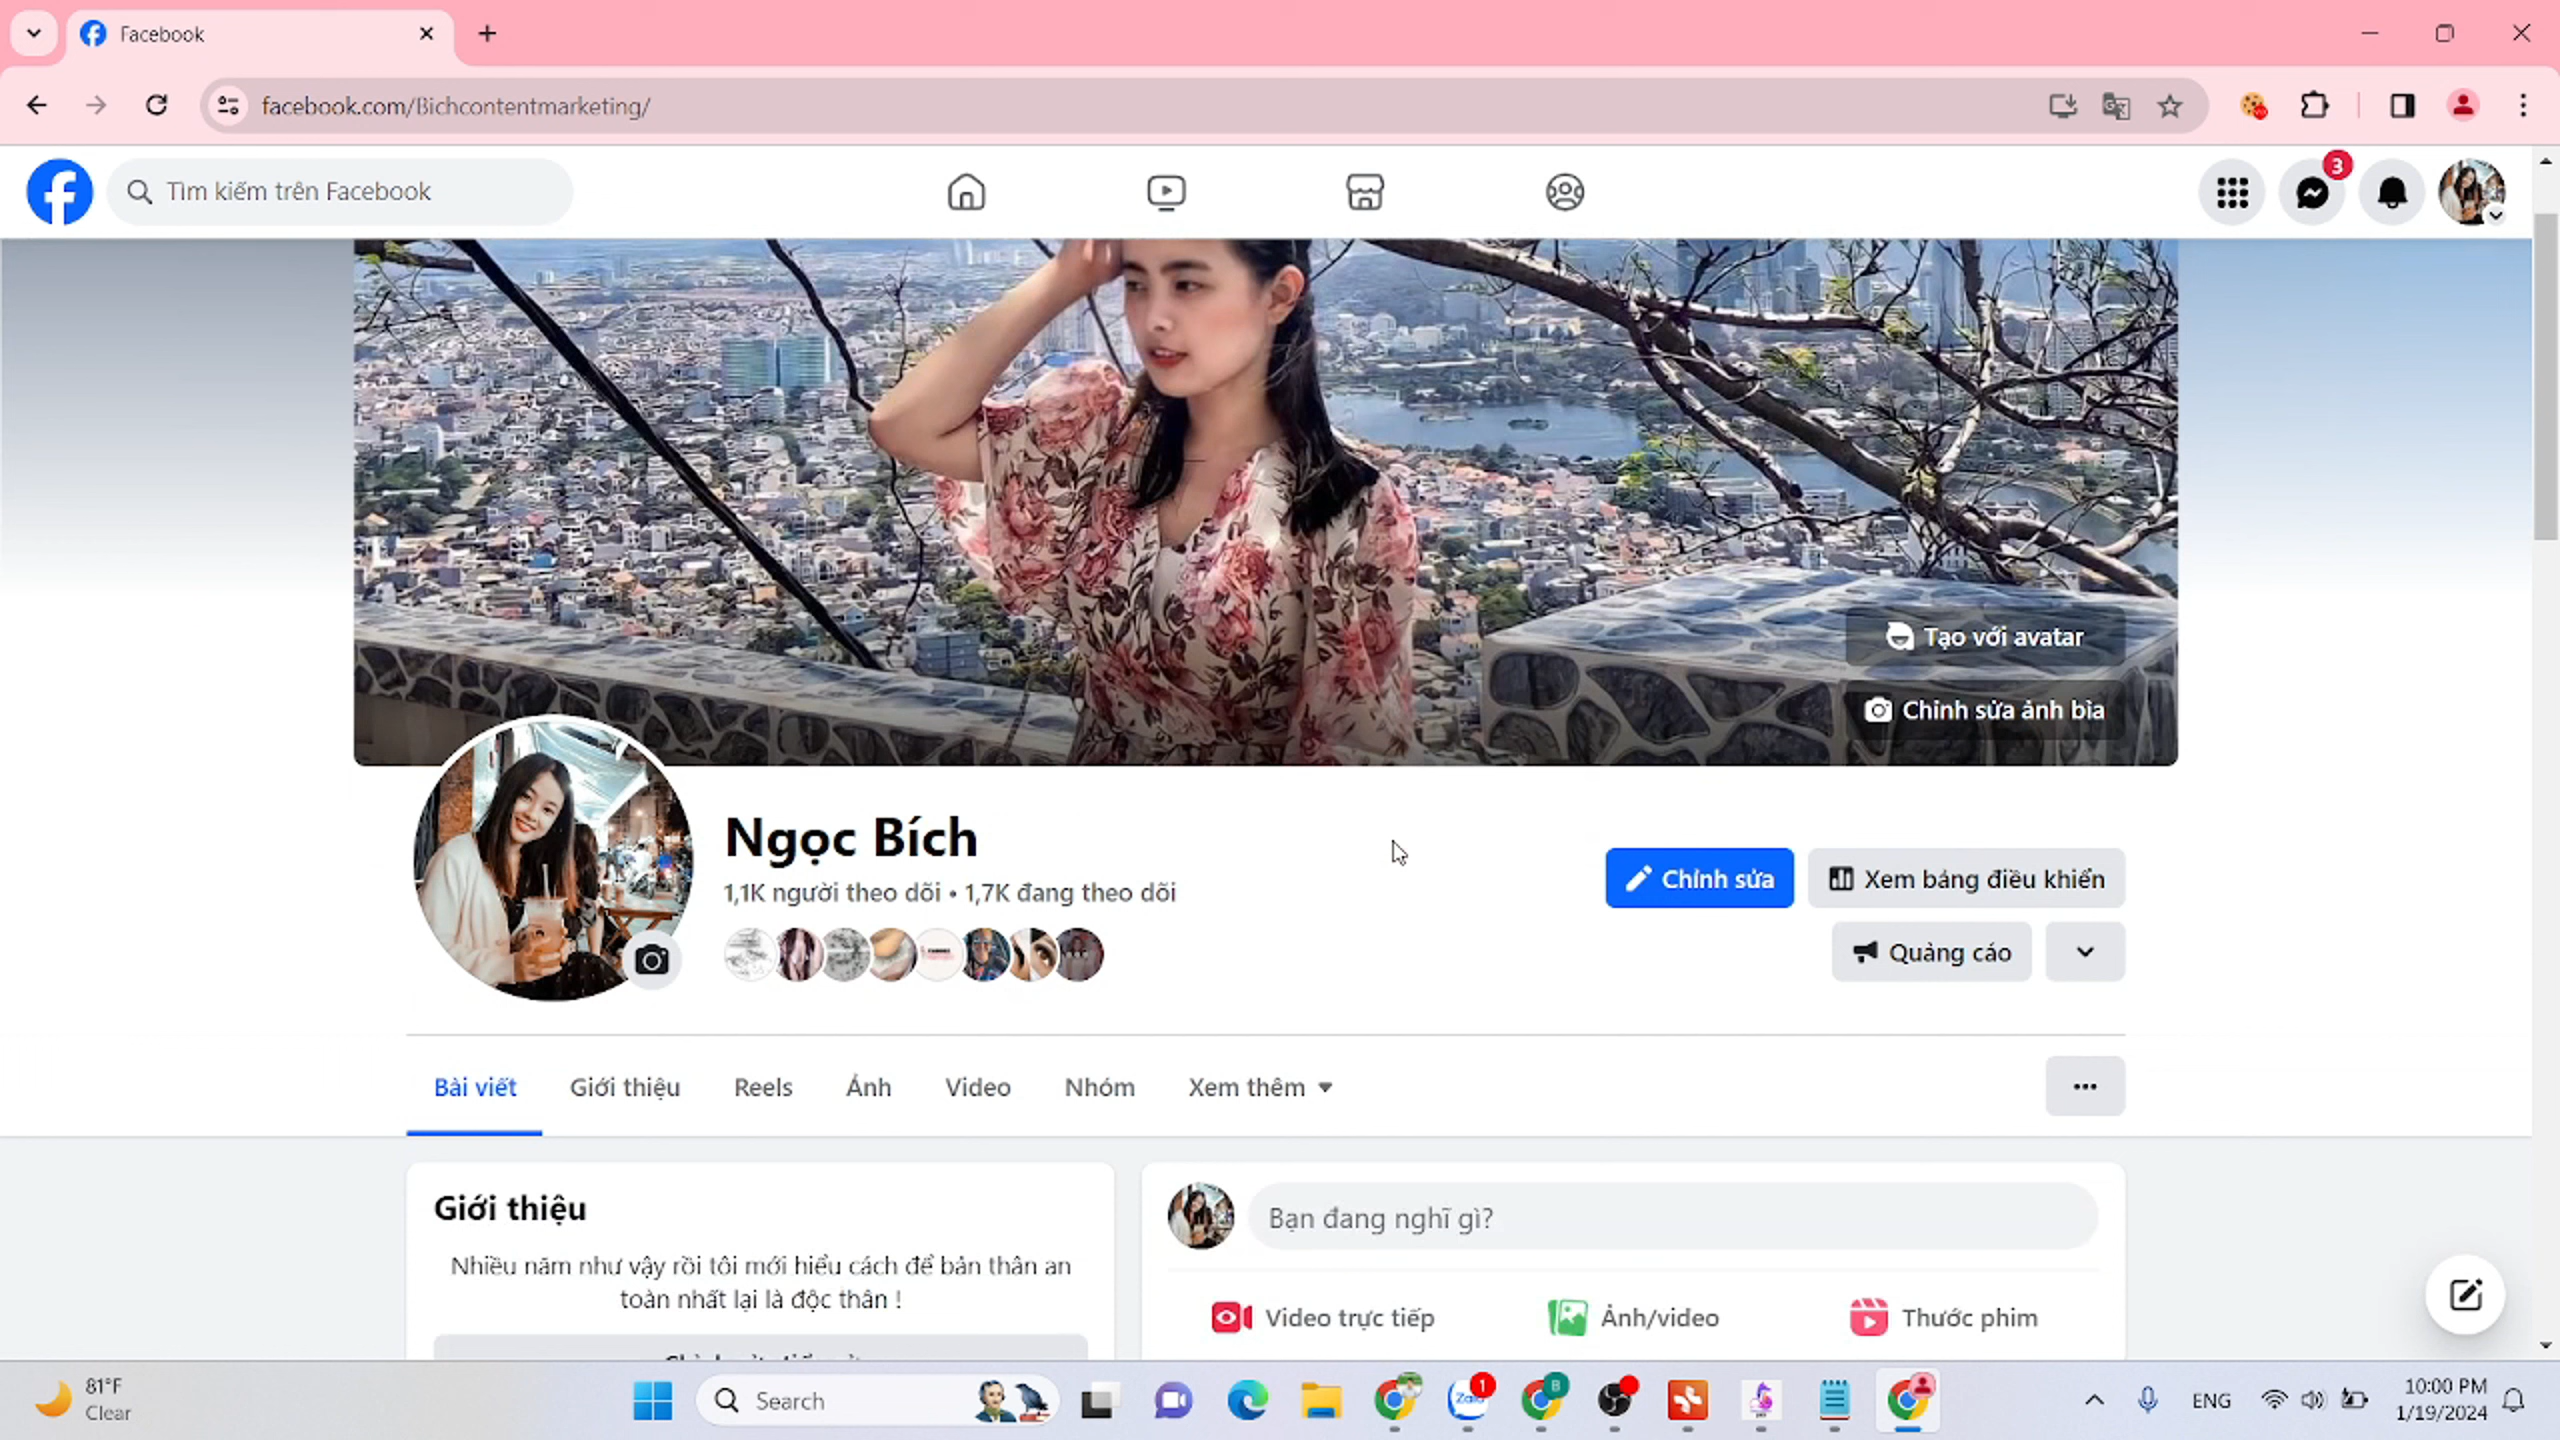 Facebook
facebook.com/Bichcontentmarketing/
Tìm kiếm trên Facebook
3
Tạo với avatar
Chỉnh sửa ảnh bìa
Ngọc Bích
1,1K người theo dõi • 1,7K đang theo dõi
Chỉnh sửa
Xem bảng điều khiển
Quảng cáo
Bài viết
Giới thiệu
Reels
Ảnh
Video
Nhóm
Xem thêm
Giới thiệu
Nhiều năm như vậy rồi tôi mới hiểu cách để bản thân an
toàn nhất lại là độc thân !
Bạn đang nghĩ gì?
Video trực tiếp
Ảnh/video
Thước phim
81°F
Clear
Search
Zalo
1
B
ENG
10:00 PM
1/19/2024